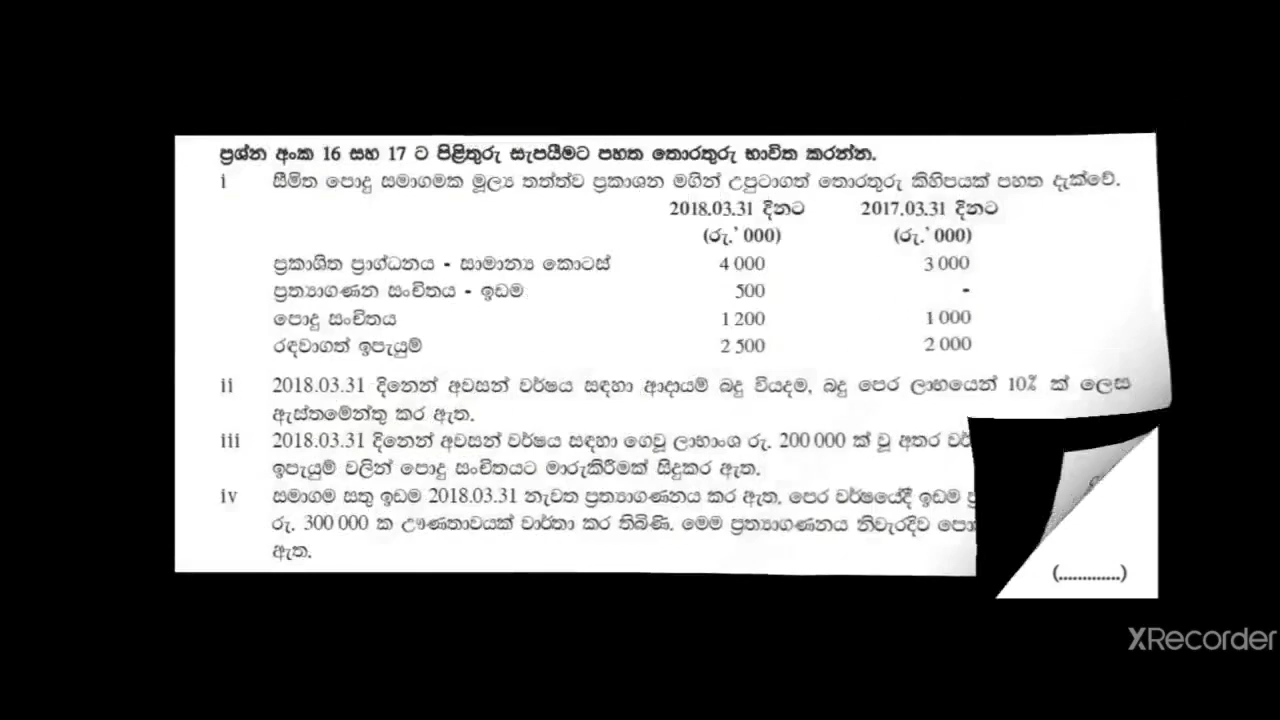 ප්‍රශ්න අංක 16 සහ 17 ට පිළිතුරු සැපයීමට පහත තොරතුරු භාවිත කරන්න.
i සීමිත පොදු සමාගමක මූල්‍ය තත්ත්ව ප්‍රකාශන මගින් උපුටාගත් තොරතුරු කිහිපයක් පහත දැක්වේ.
2018.03.31 දිනට 2017.03.31 දිනට
(රු.' 000) (රු.' 000)
ප්‍රකාශිත ප්‍රාග්ධනය - සාමාන්‍ය කොටස් 4 000 3 000
ප්‍රත්‍යාගණන සංචිතය - ඉඩම 500 -
පොදු සංචිතය 1 200 1 000
රඳවාගත් ඉපැයුම් 2 500 2 000
ii 2018.03.31 දිනෙන් අවසන් වර්ෂය සඳහා ආදායම් බදු වියදම, බදු පෙර ලාභයෙන් 10% ක් ලෙස
ඇස්තමේන්තු කර ඇත.
iii 2018.03.31 දිනෙන් අවසන් වර්ෂය සඳහා ගෙවූ ලාභාංශ රු. 200 000 ක් වූ අතර
ඉපැයුම් වලින් පොදු සංචිතයට මාරුකිරීමක් සිදුකර ඇත.
iv සමාගම සතු ඉඩම 2018.03.31 නැවත ප්‍රත්‍යාගණනය කර ඇත. පෙර වර්ෂයේදී ඉඩම
රු. 300 000 ක ඌණතාවයක් වාර්තා කර තිබිණි. මෙම ප්‍රත්‍යාගණනය නිවැරදිව
ඇත.
(.............)
XRecorder